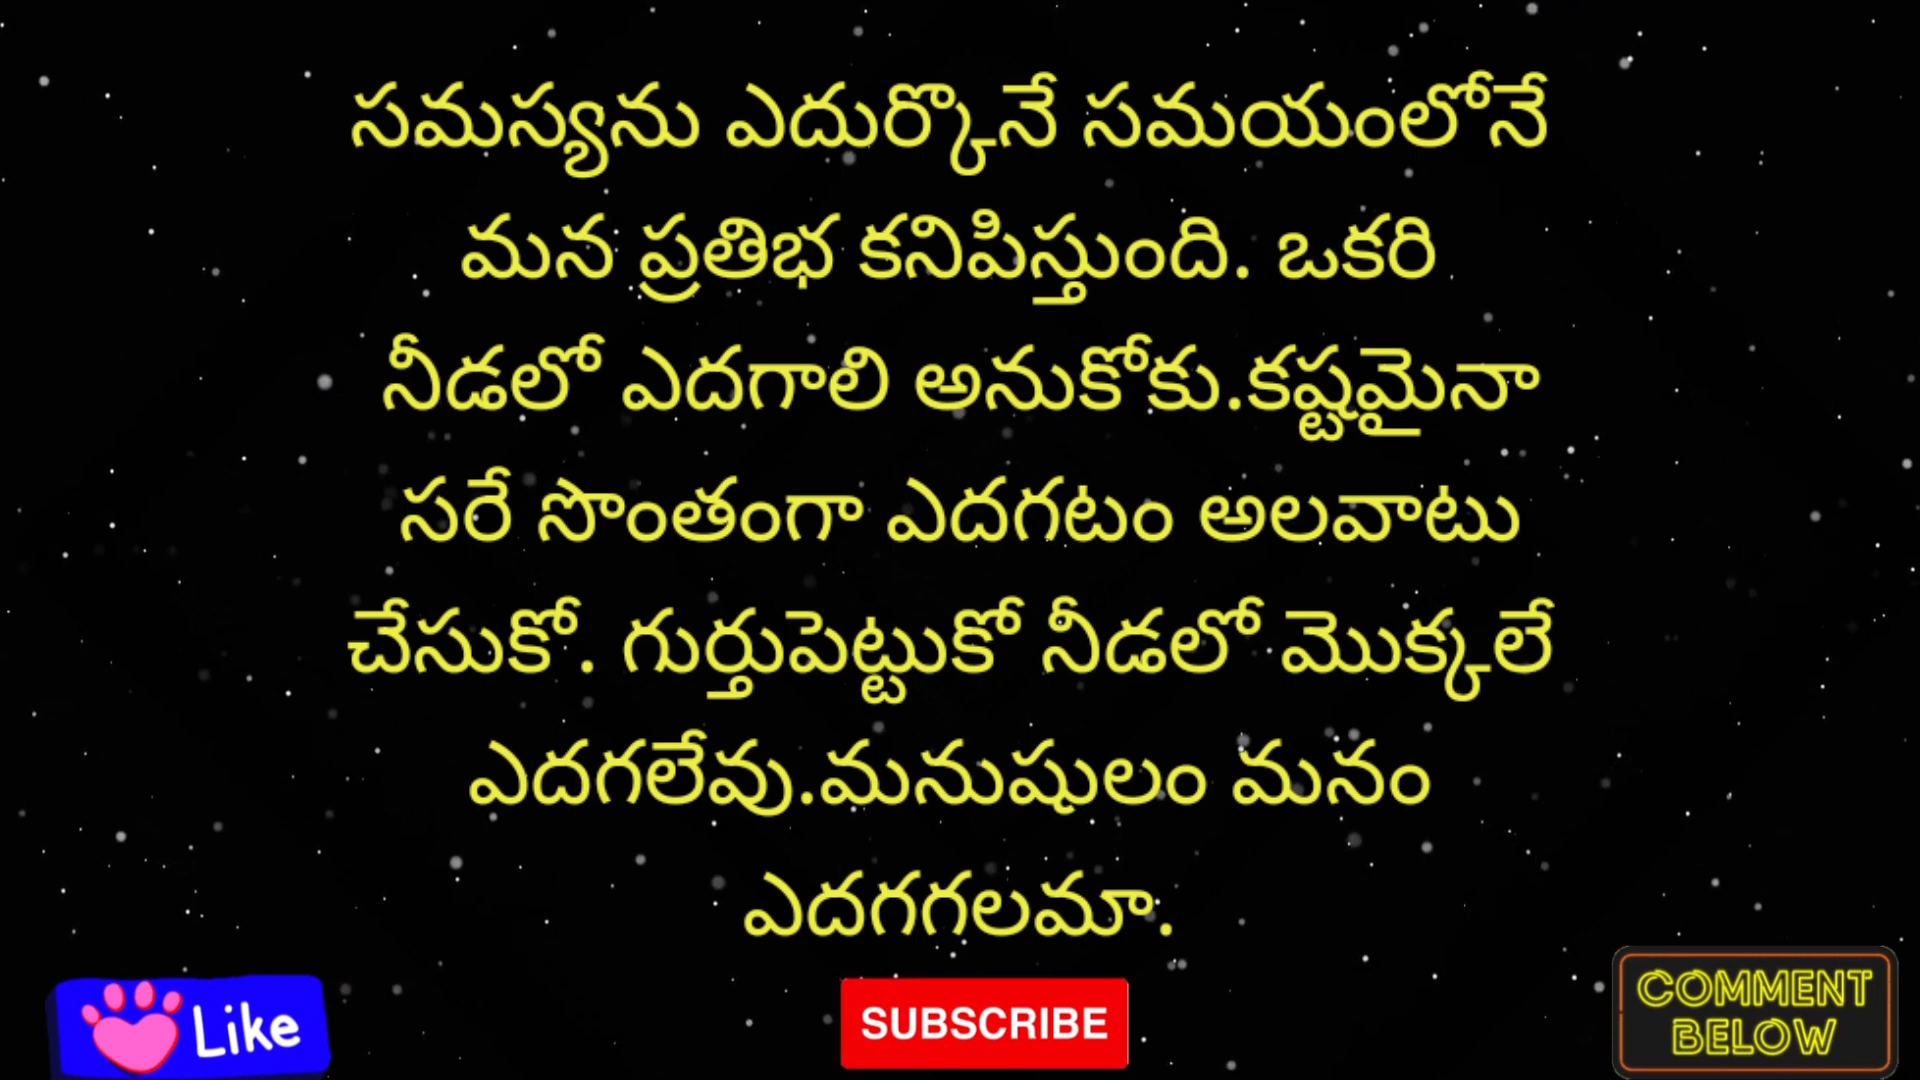 సమస్యను ఎదుర్కొనే సమయంలోనే
మన ప్రతిభ కనిపిస్తుంది. ఒకరి
నీడలో ఎదగాలి అనుకోకు.కష్టమైనా
సరే సొంతంగా ఎదగటం అలవాటు
చేసుకో. గుర్తుపెట్టుకో నీడలో మొక్కలే
ఎదగలేవు.మనుషులం మనం
ఎదగగలమా.
Like
SUBSCRIBE
COMMENT
BELOW